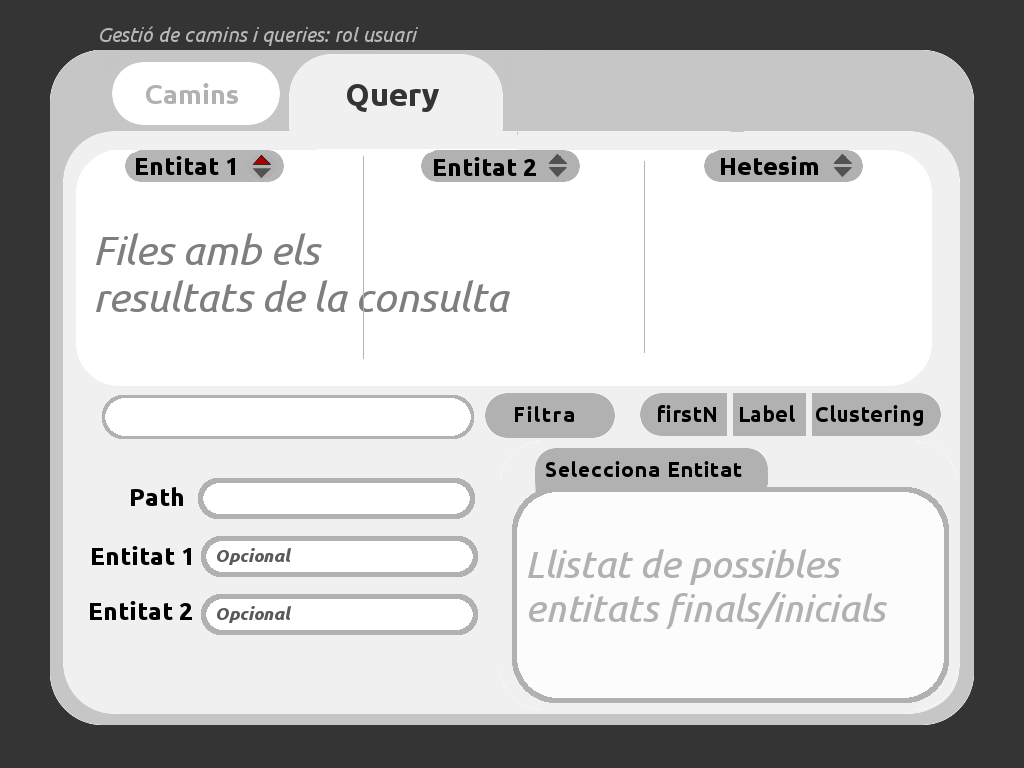 Gestió de camins i queries: rol usuari
Camins
Query
Entitat 1
Entitat 2
Hetesim
Files amb els
resultats de la consulta
Filtra
firstN
Label
Clustering
Selecciona Entitat
Path
Entitat 1
Opcional
Entitat 2
Opcional
Llistat de possibles
entitats finals/inicials